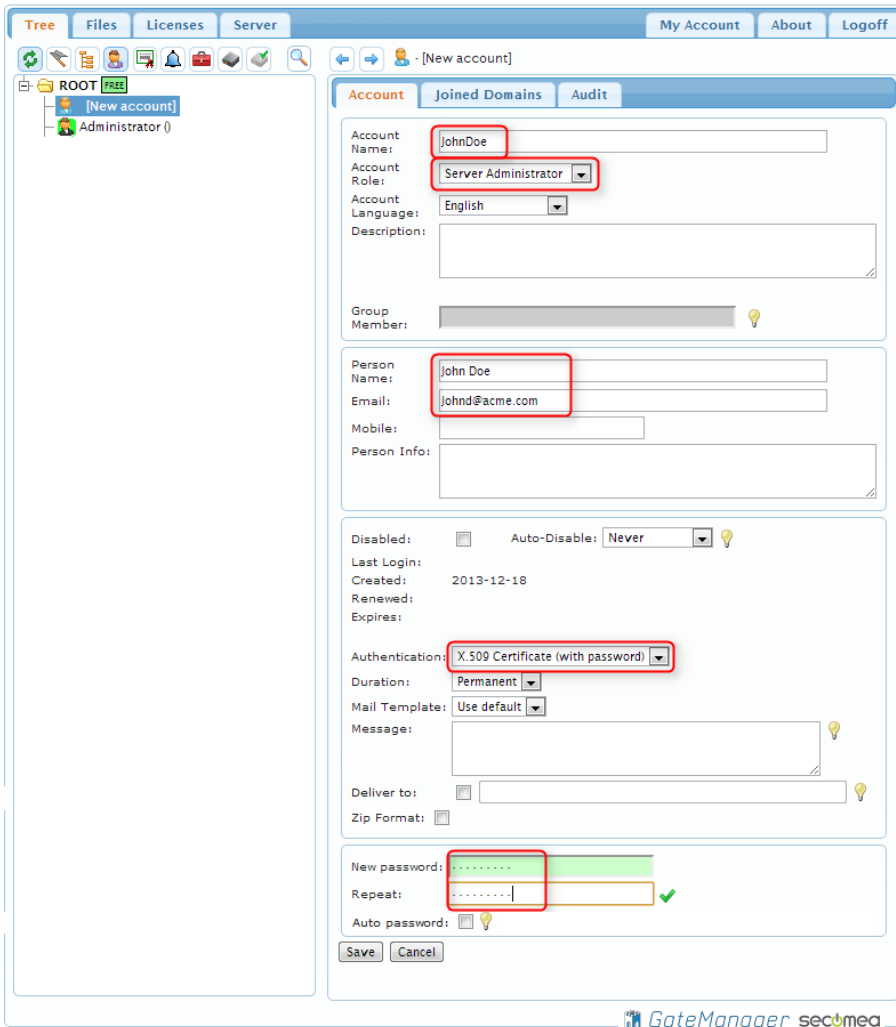 Tree Files Licenses Server My Account About Logoff
- [New account]
ROOT FREE
[New account]
Administrator ()
Account Joined Domains Audit
Account Name: JohnDoe
Account Role: Server Administrator
Account Language: English
Description:
Group Member:
Person Name: John Doe
Email: Johnd@acme.com
Mobile:
Person Info:
Disabled: Auto-Disable: Never
Last Login:
Created: 2013-12-18
Renewed:
Expires:
Authentication: X.509 Certificate (with password)
Duration: Permanent
Mail Template: Use default
Message:
Deliver to:
Zip Format:
New password: .........
Repeat: .........
Auto password:
Save Cancel
GateManager secomea